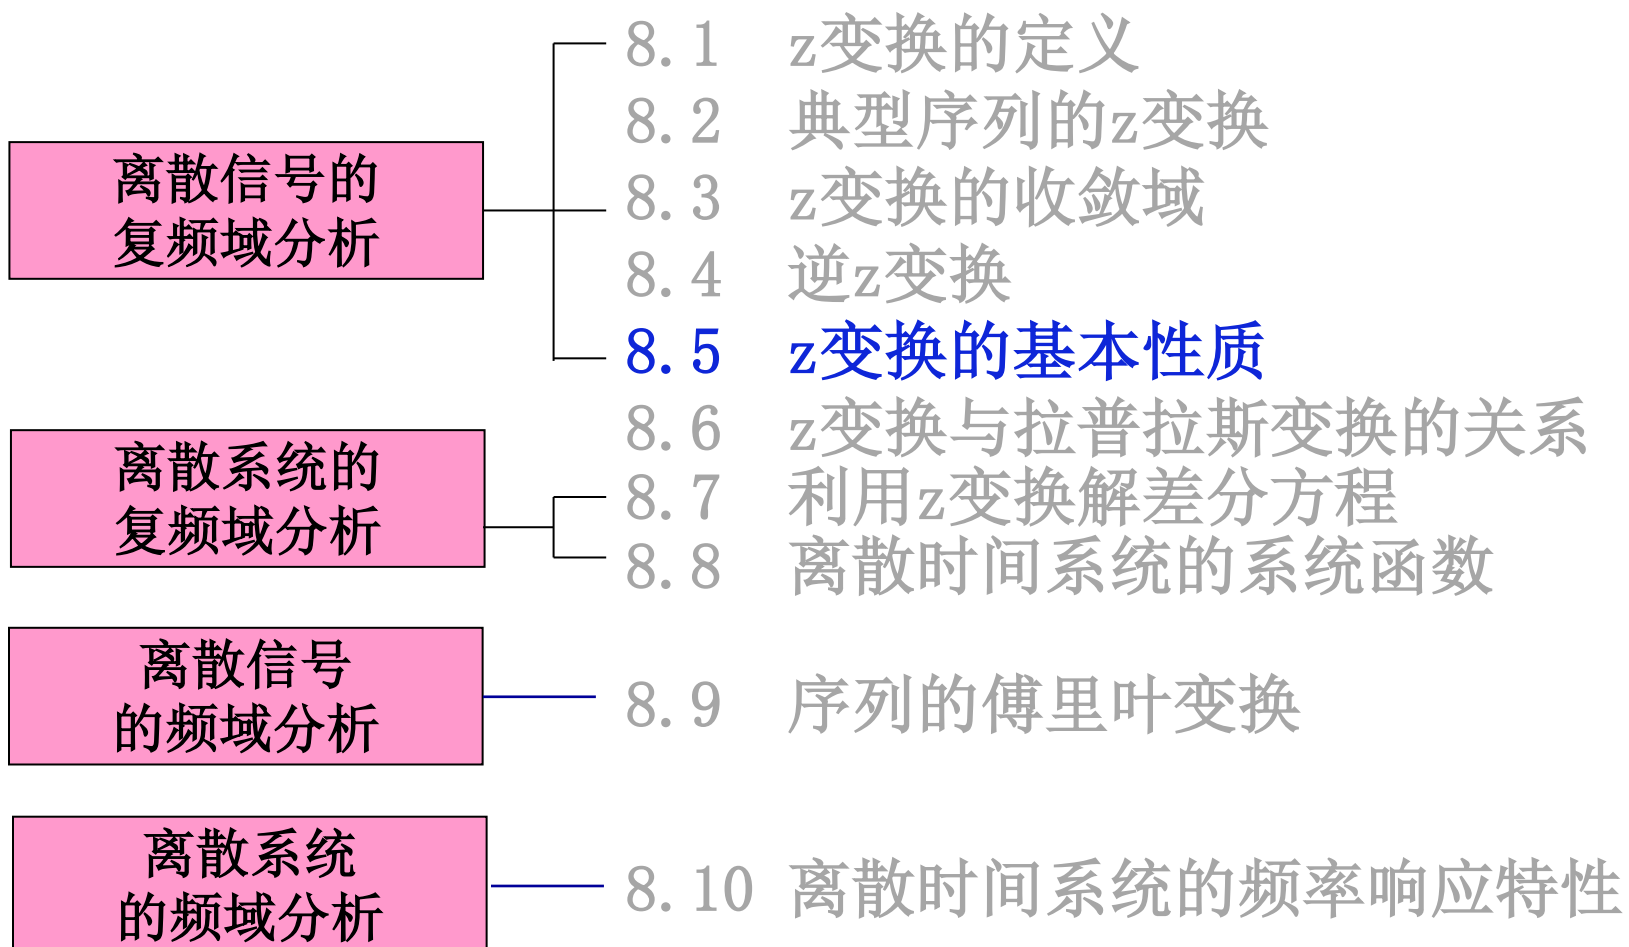 8.1 z变换的定义
8.2 典型序列的z变换
离散信号的
复频域分析
8.3 z变换的收敛域
8.4 逆z变换
8.5 z变换的基本性质
8.6 z变换与拉普拉斯变换的关系
离散系统的
复频域分析
8.7 利用z变换解差分方程
8.8 离散时间系统的系统函数
离散信号
的频域分析
8.9 序列的傅里叶变换
离散系统
的频域分析
8.10 离散时间系统的频率响应特性